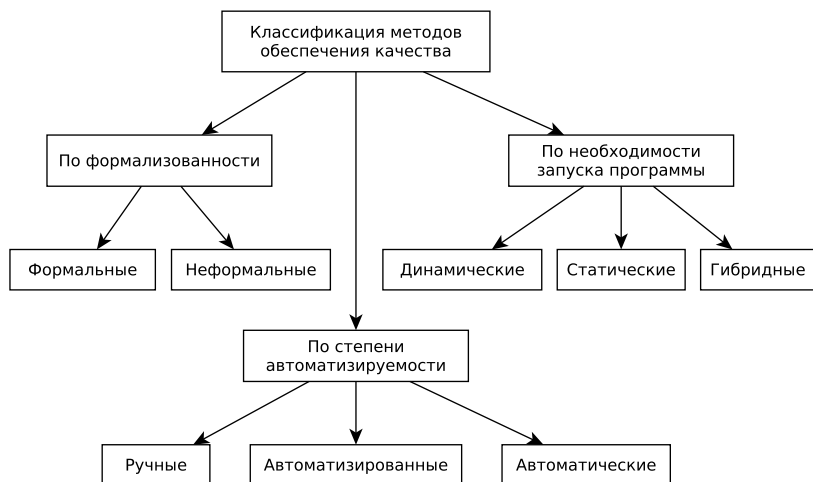 Классификация методов
обеспечения качества
По формализованности
По необходимости
запуска программы
Формальные
Неформальные
Динамические
Статические
Гибридные
По степени
автоматизируемости
Ручные
Автоматизированные
Автоматические